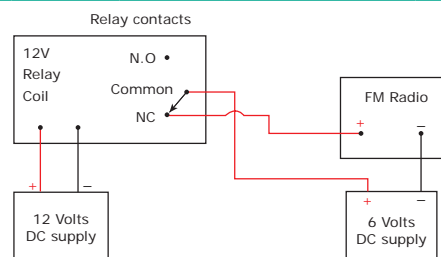 Relay contacts
12V
Relay
Coil
N.O
Common
NC
FM Radio
+
−
+
−
12 Volts
DC supply
+
−
6 Volts
DC supply